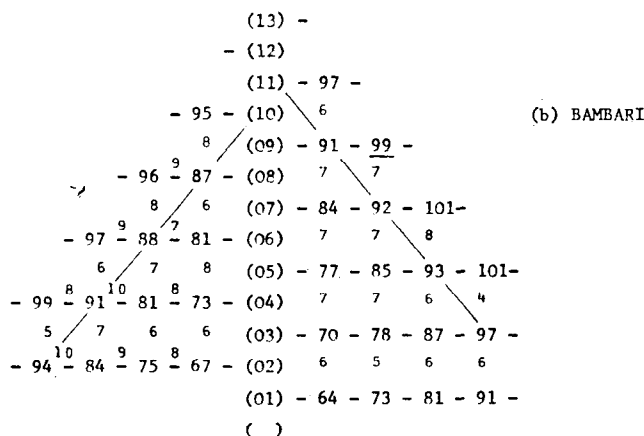 (13) -
- (12)
(11) - 97 -
- 95 - (10) 6 (b) BAMBARI
8 (09) - 91 - 99 -
- 96 - 9 87 - (08) 7 7
8 6 (07) - 84 - 92 - 101-
- 97 - 9 88 - 7 81 - (06) 7 7 8
6 7 8 (05) - 77 - 85 - 93 - 101-
- 99 - 8 91 - 10 81 - 8 73 - (04) 7 7 6 4
5 7 6 6 (03) - 70 - 78 - 87 - 97 -
- 94 - 10 84 - 9 75 - 8 67 - (02) 6 5 6 6
(01) - 64 - 73 - 81 - 91 -
( )